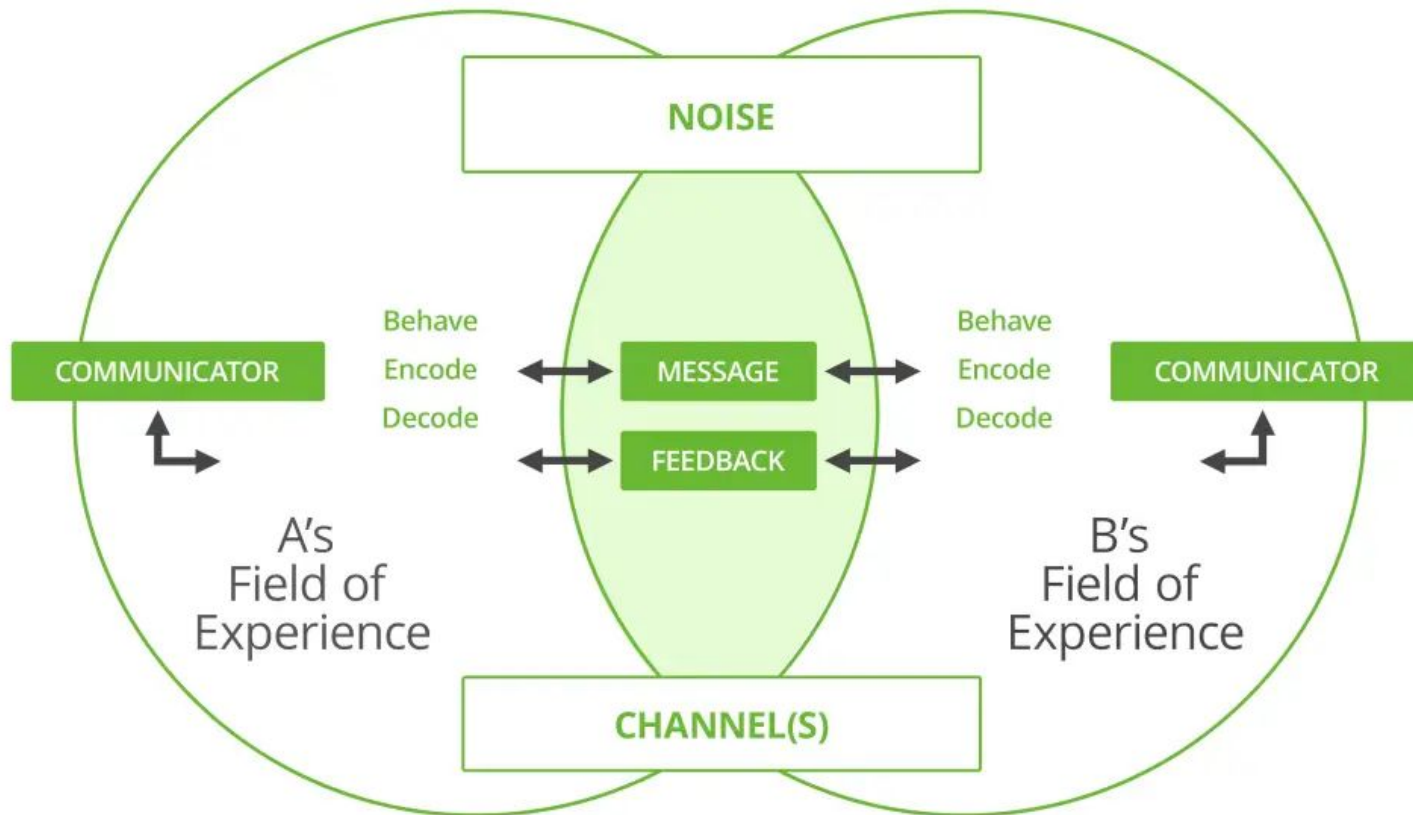 NOISE
Behave
Behave
COMMUNICATOR
Encode
MESSAGE
Encode
COMMUNICATOR
Decode
Decode
FEEDBACK
A’s
Field of
Experience
B’s
Field of
Experience
CHANNEL(S)